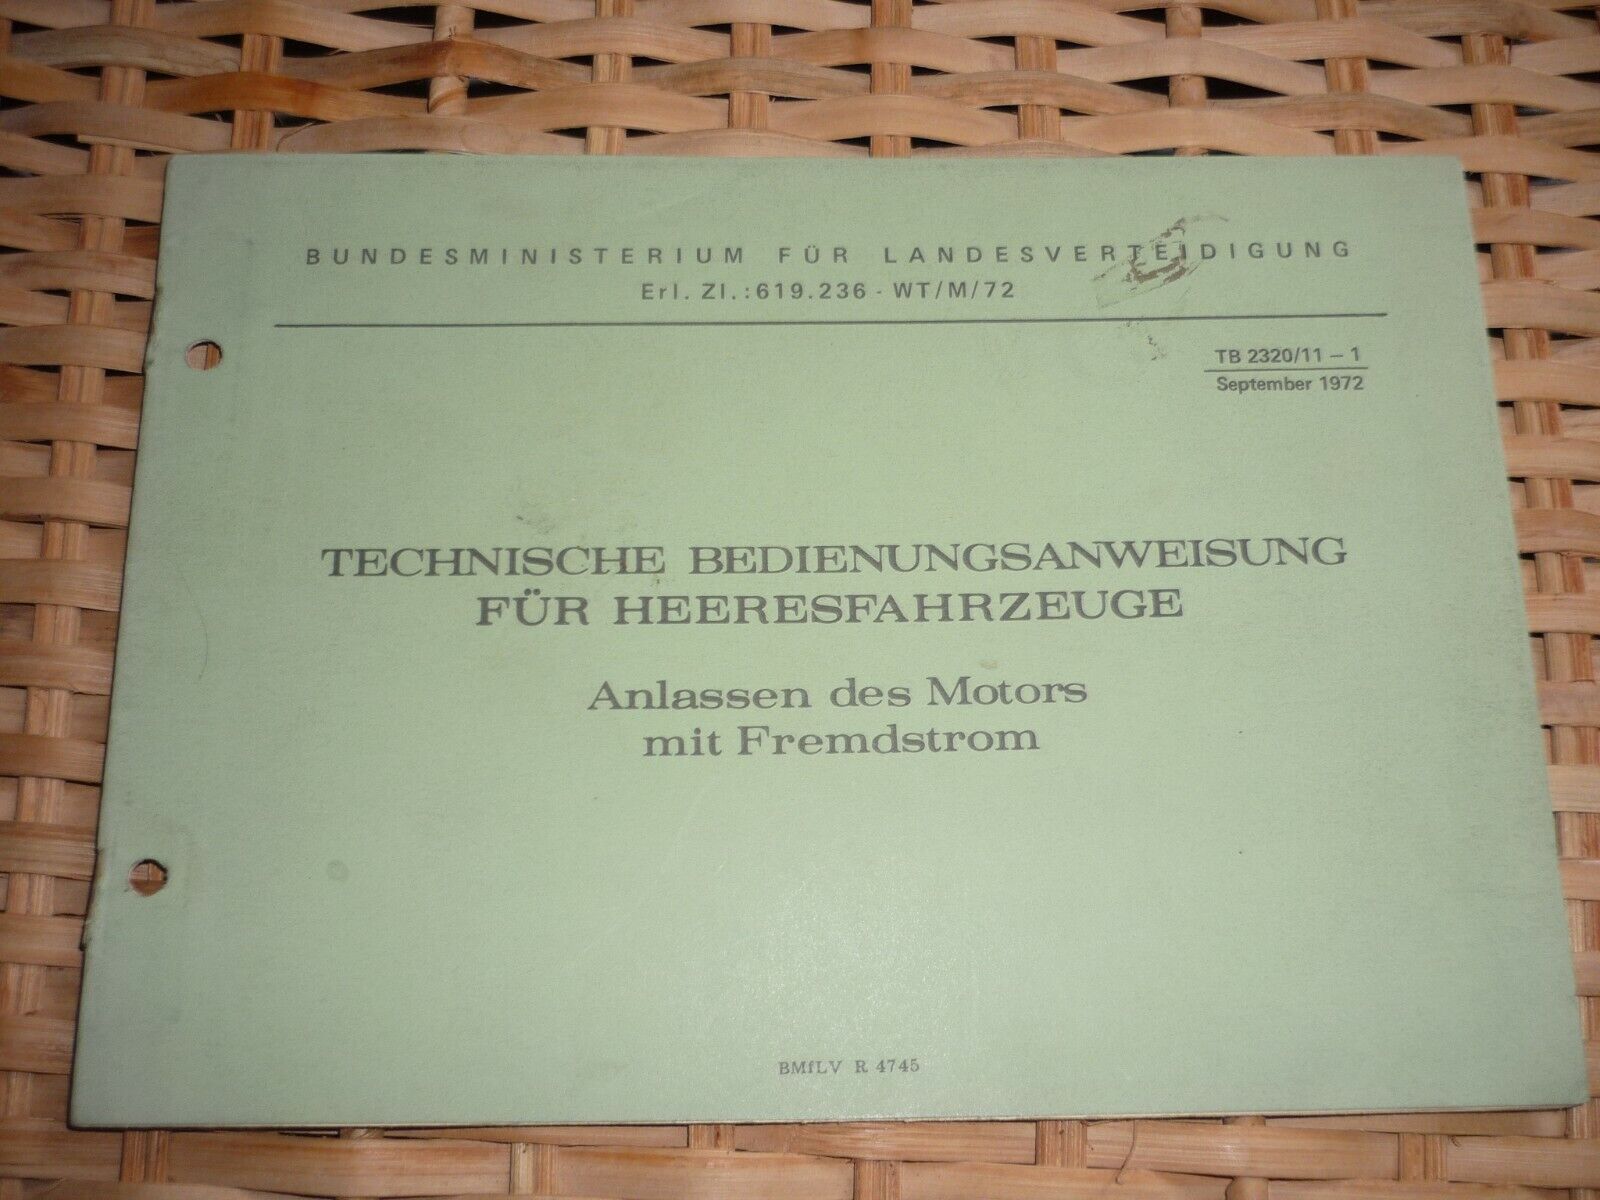 BUNDESMINISTERIUM FÜR LANDESVERTEIDIGUNG
Erl. Zl.:619.236 - WT/M/72
TB 2320/11 – 1
September 1972
TECHNISCHE BEDIENUNGSANWEISUNG
FÜR HEERESFAHRZEUGE
Anlassen des Motors
mit Fremdstrom
BMfLV R 4745